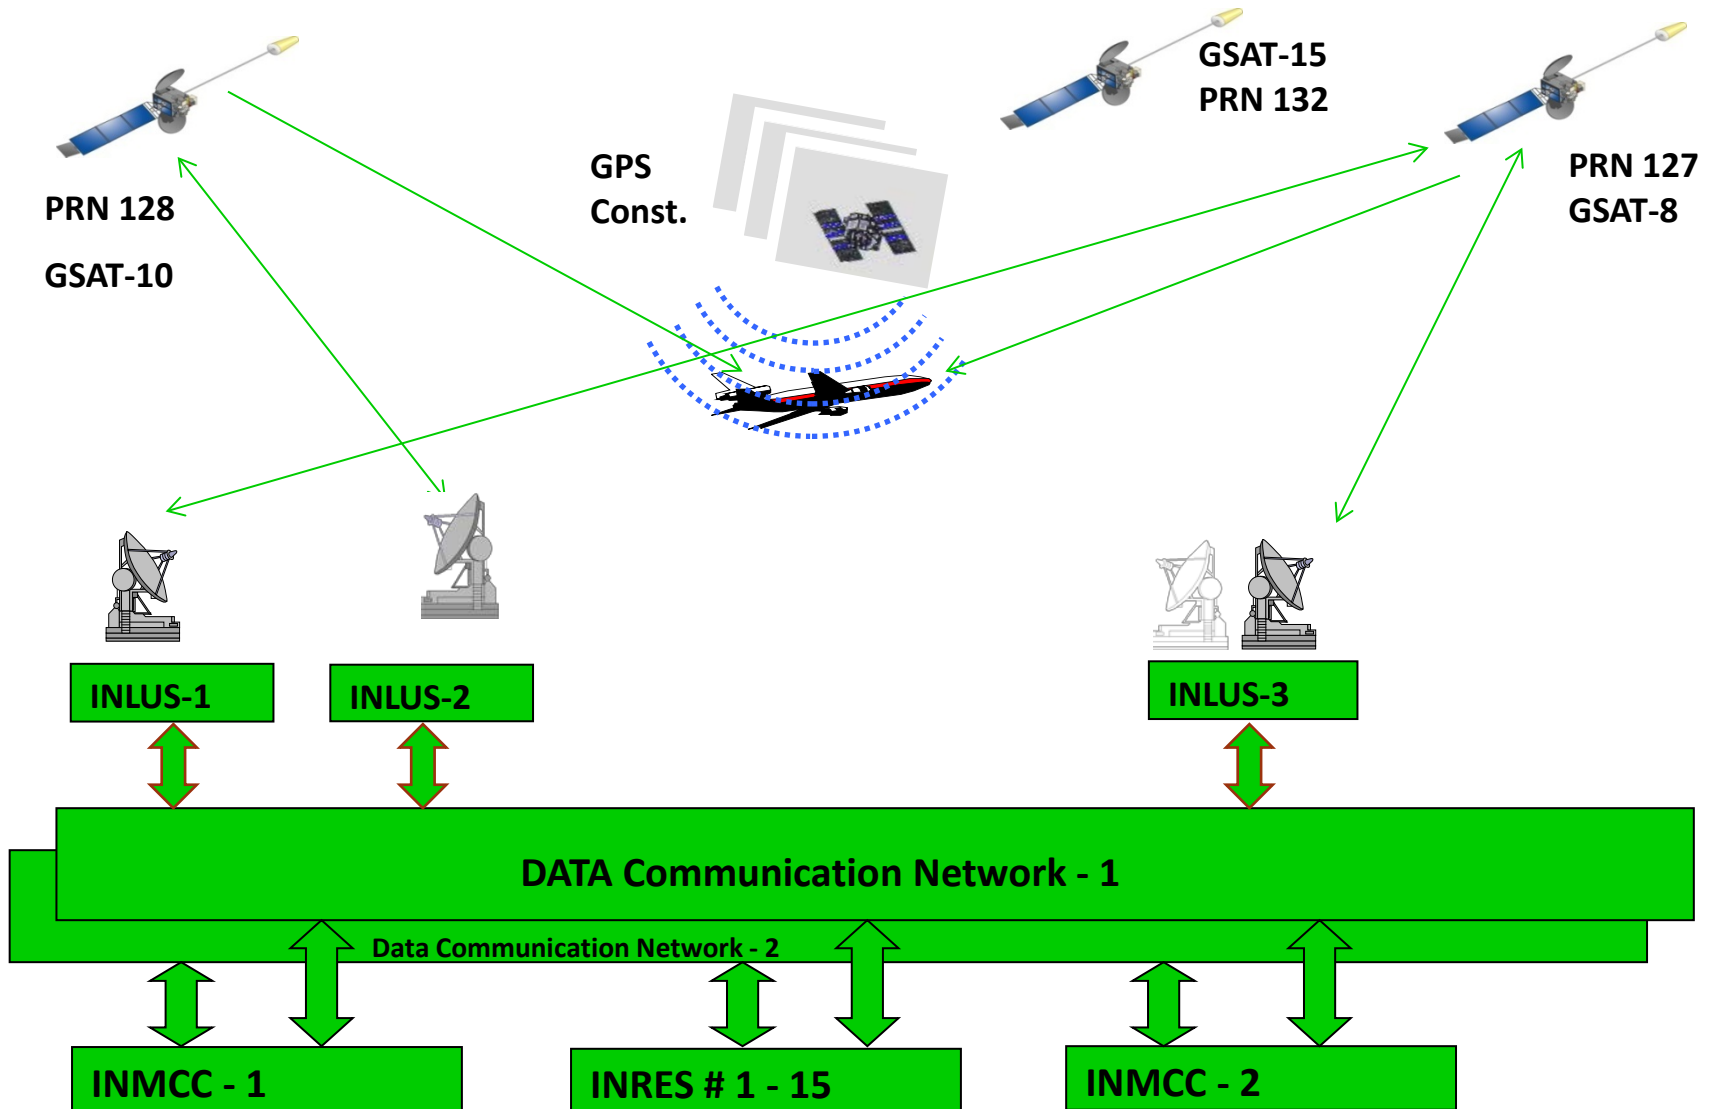 GSAT-15
PRN 132
GPS
Const.
PRN 127
GSAT-8
PRN 128
GSAT-10
INLUS-1
INLUS-2
INLUS-3
DATA Communication Network - 1
Data Communication Network - 2
INMCC - 1
INRES # 1 - 15
INMCC - 2